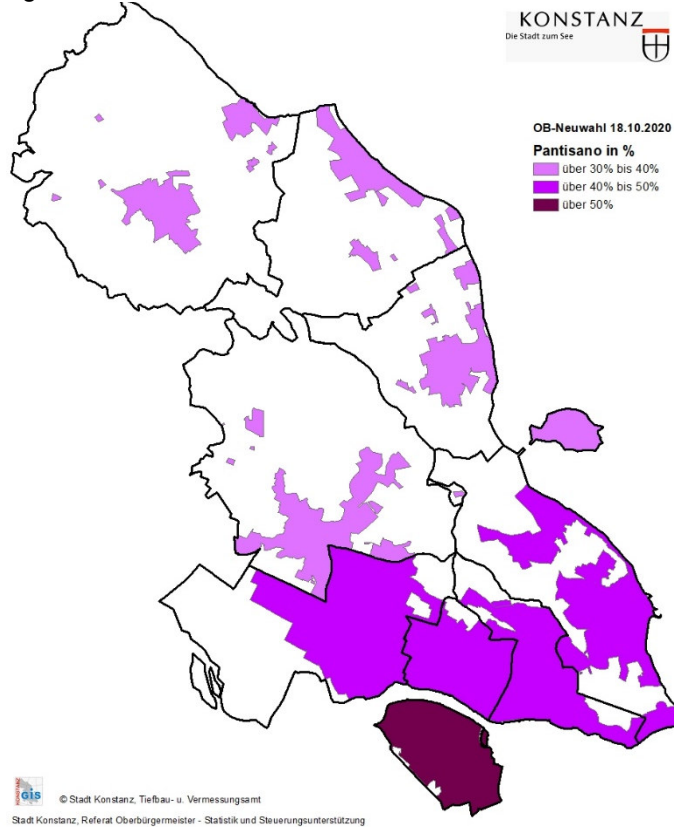 KONSTANZ
Die Stadt zum See
OB-Neuwahl 18.10.2020
Pantisano in %
über 30% bis 40%
über 40% bis 50%
über 50%
KONSTANZ
GIS
© Stadt Konstanz, Tiefbau- u. Vermessungsamt
Stadt Konstanz, Referat Oberbürgermeister - Statistik und Steuerungsunterstützung